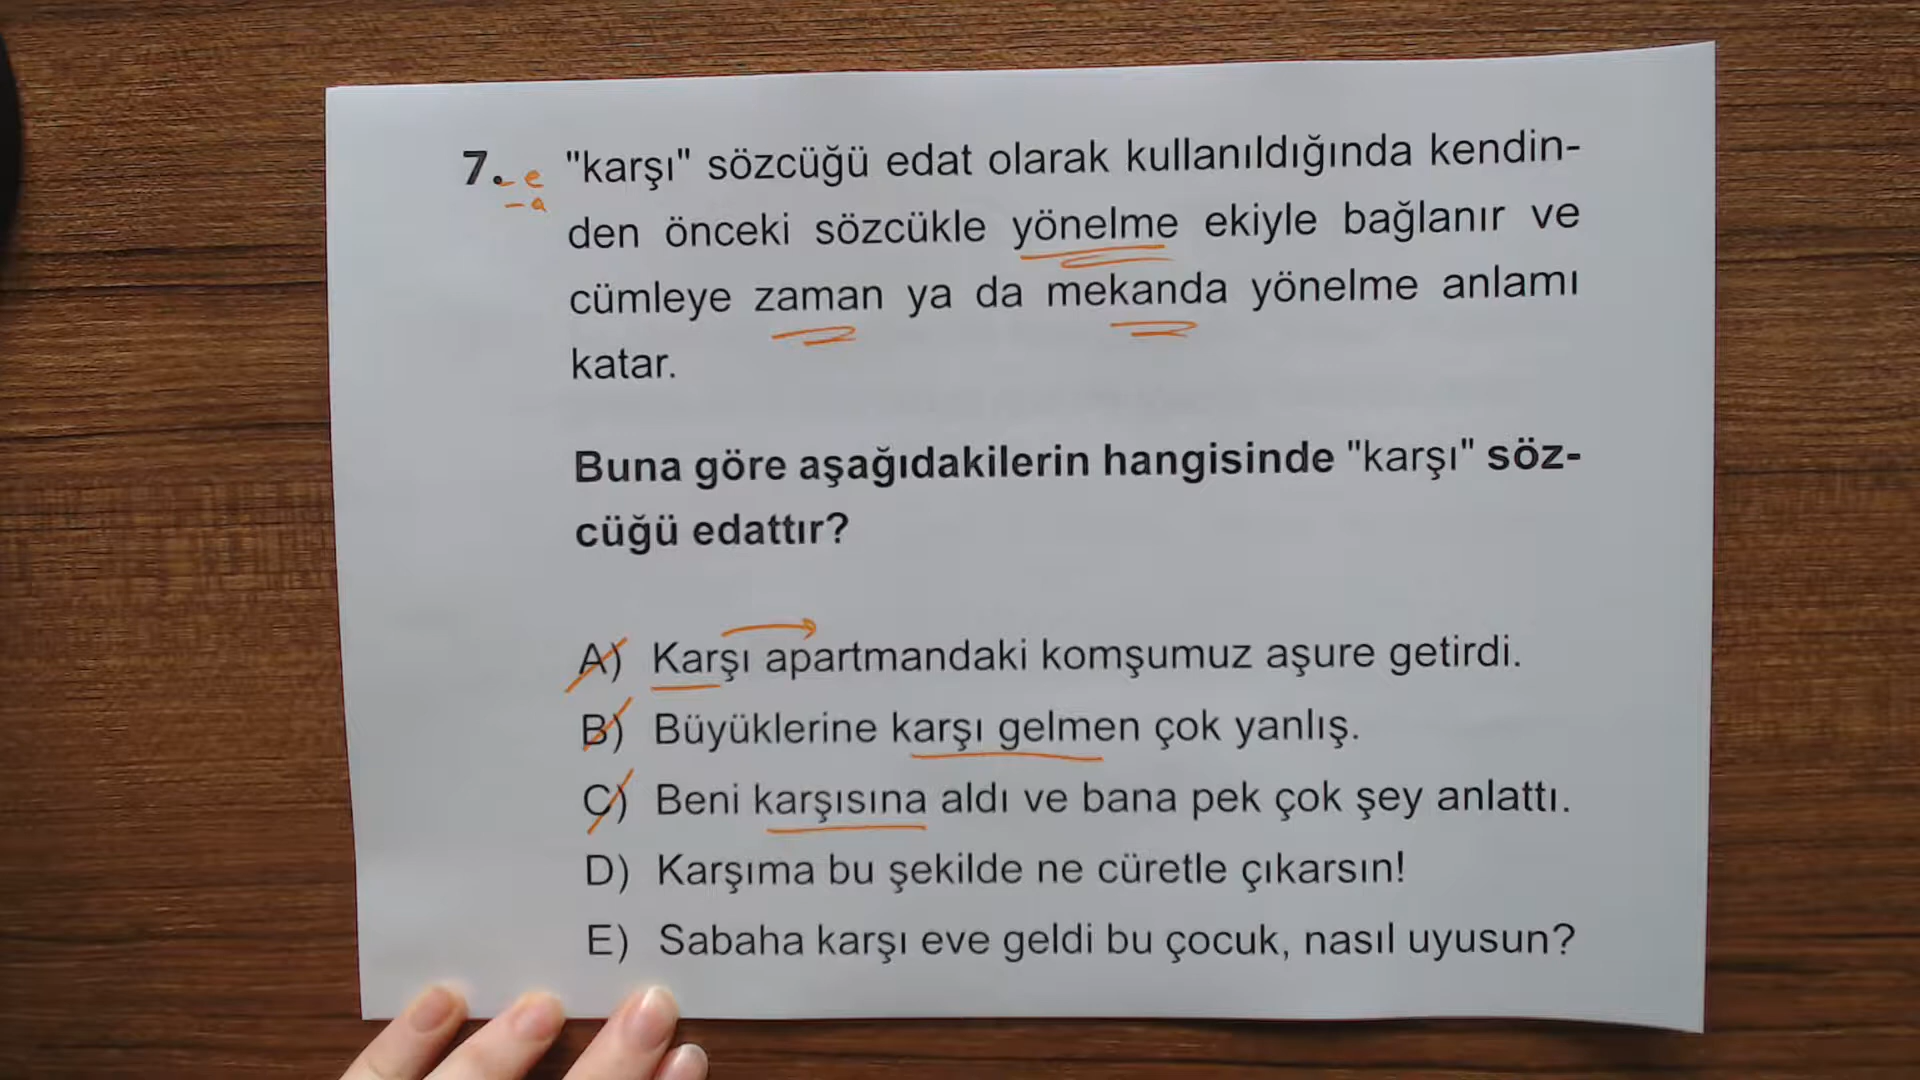 7. -e "karşı" sözcüğü edat olarak kullanıldığında kendin-
-a
den önceki sözcükle yönelme ekiyle bağlanır ve
cümleye zaman ya da mekanda yönelme anlamı
katar.
Buna göre aşağıdakilerin hangisinde "karşı" söz-
cüğü edattır?
A) Karşı apartmandaki komşumuz aşure getirdi.
B) Büyüklerine karşı gelmen çok yanlış.
C) Beni karşısına aldı ve bana pek çok şey anlattı.
D) Karşıma bu şekilde ne cüretle çıkarsın!
E) Sabaha karşı eve geldi bu çocuk, nasıl uyusun?